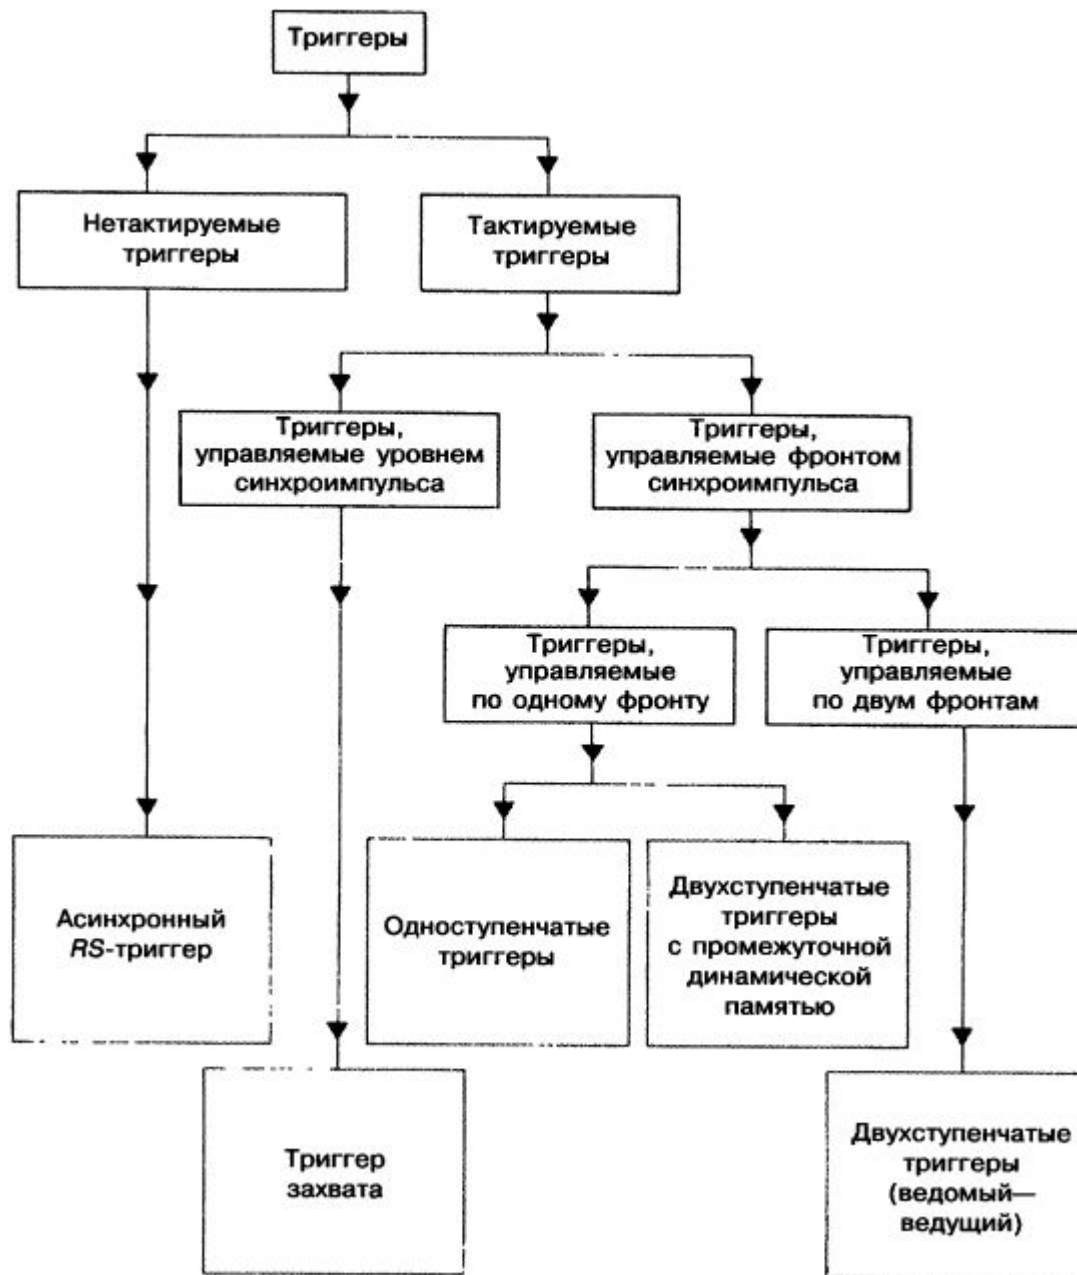 Триггеры
Нетактируемые
триггеры
Тактируемые
триггеры
Триггеры,
управляемые уровнем
синхроимпульса
Триггеры,
управляемые фронтом
синхроимпульса
Триггеры,
управляемые
по одному фронту
Триггеры,
управляемые
по двум фронтам
Асинхронный
RS-триггер
Одноступенчатые
триггеры
Двухступенчатые
триггеры
с промежуточной
динамической
памятью
Триггер
захвата
Двухступенчатые
триггеры
(ведомый—
ведущий)